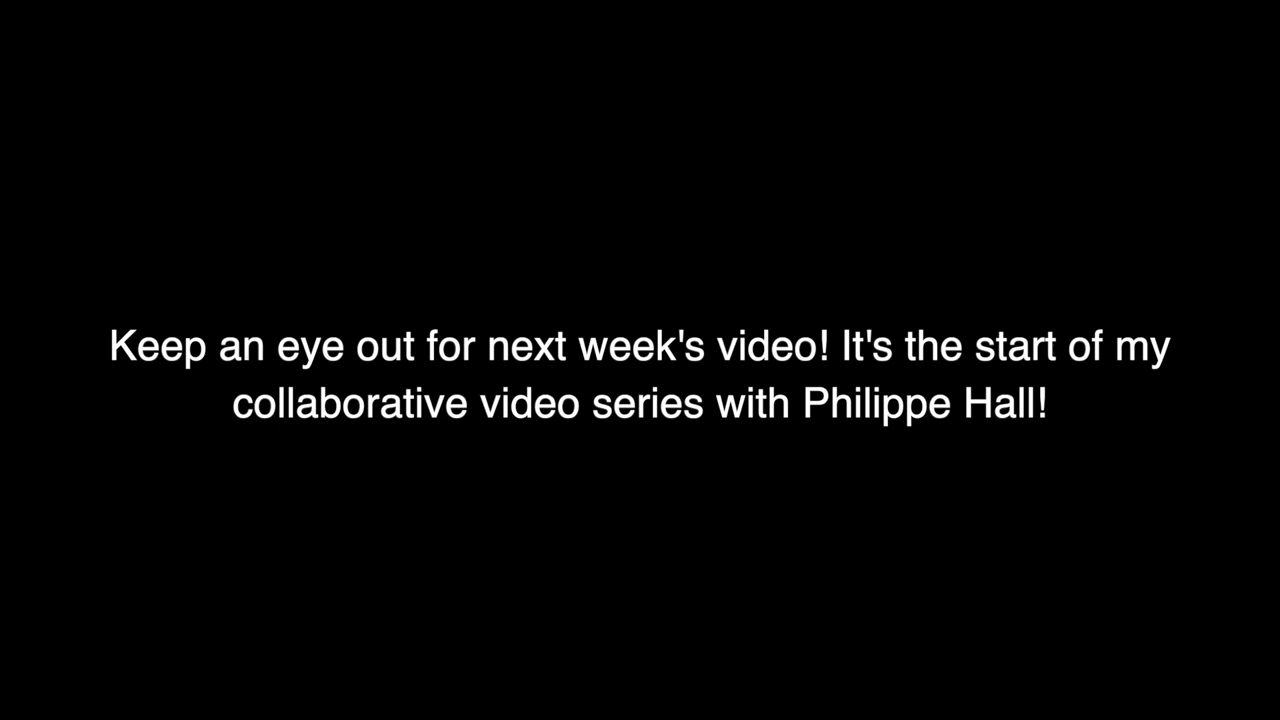 Keep an eye out for next week's video! It's the start of my
collaborative video series with Philippe Hall!